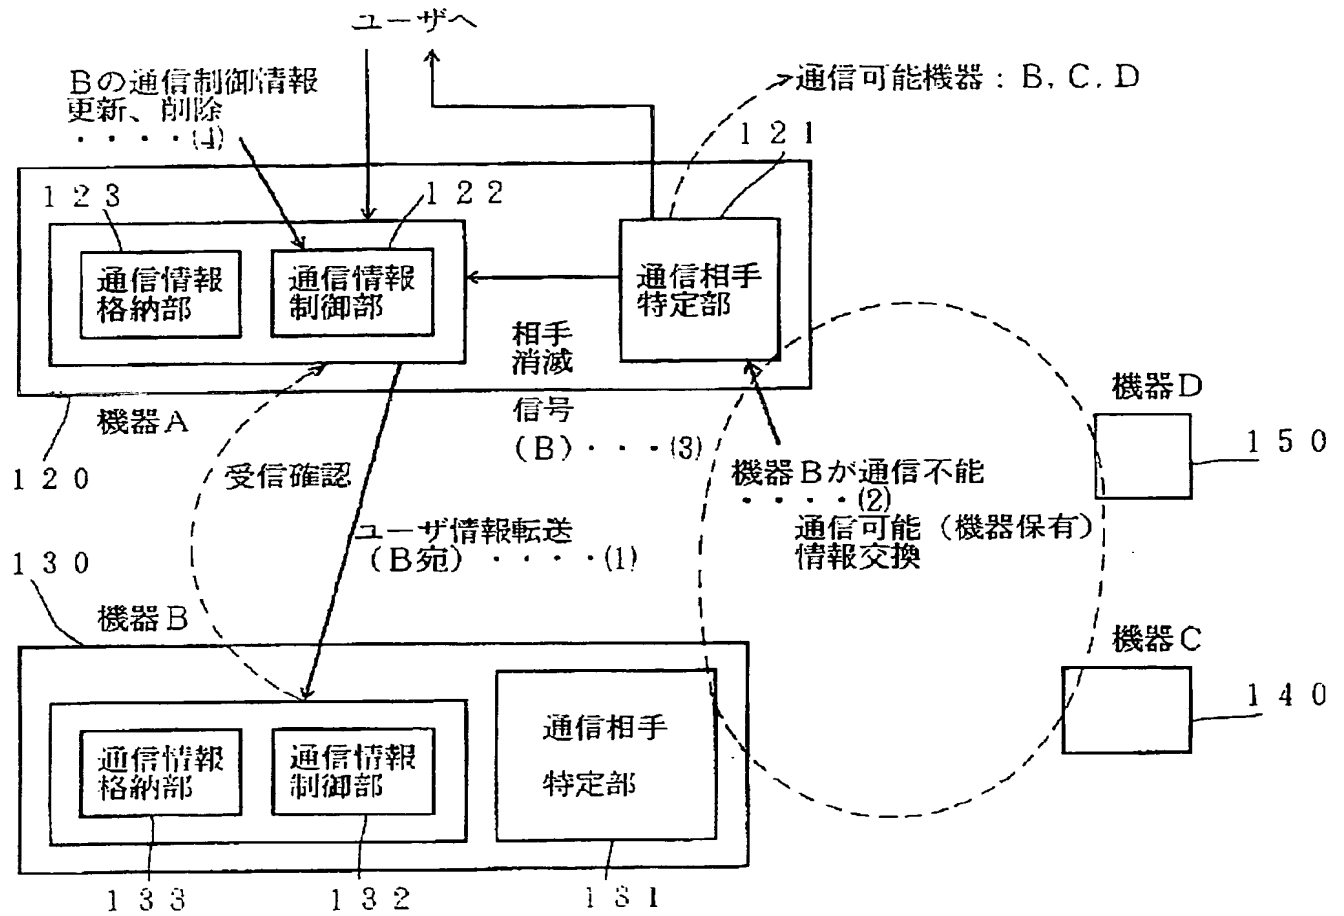 ユーザへ
Bの通信制御情報
更新、削除
・・・・(4)
通信可能機器：B，C，D
１２１
１２３
１２２
通信情報
格納部
通信情報
制御部
通信相手
特定部
相手
消滅
信号
（B）・・・(3)
機器A
１２０
機器D
１５０
受信確認
機器Bが通信不能
・・・・(2)
通信可能（機器保有）
情報交換
ユーザ情報転送
（B宛）・・・・(1)
１３０
機器B
機器C
１４０
通信情報
格納部
通信情報
制御部
通信相手
特定部
１３３
１３２
１３１